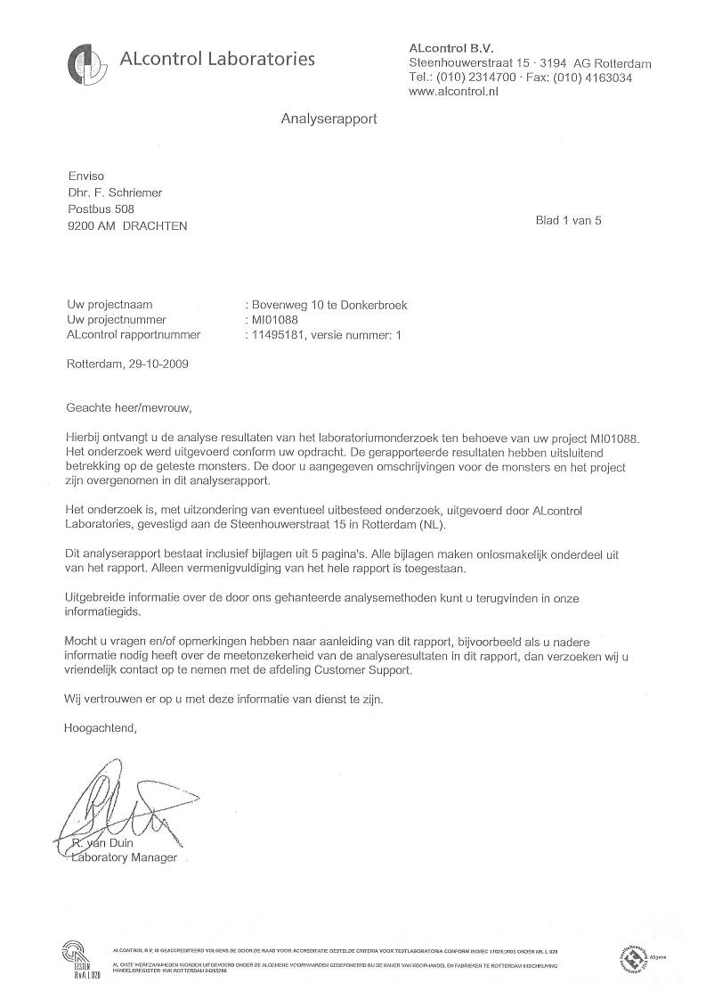 ALcontrol Laboratories
ALcontrol B.V.
Steenhouwerstraat 15 · 3194 AG Rotterdam
Tel.: (010) 2314700 · Fax: (010) 4163034
www.alcontrol.nl
Analyserapport
Enviso
Dhr. F. Schriemer
Postbus 508
9200 AM DRACHTEN
Blad 1 van 5
Uw projectnaam : Bovenweg 10 te Donkerbroek
Uw projectnummer : MI01088
ALcontrol rapportnummer : 11495181, versie nummer: 1
Rotterdam, 29-10-2009
Geachte heer/mevrouw,
Hierbij ontvangt u de analyse resultaten van het laboratoriumonderzoek ten behoeve van uw project MI01088.
Het onderzoek werd uitgevoerd conform uw opdracht. De gerapporteerde resultaten hebben uitsluitend
betrekking op de geteste monsters. De door u aangegeven omschrijvingen voor de monsters en het project
zijn overgenomen in dit analyserapport.
Het onderzoek is, met uitzondering van eventueel uitbesteed onderzoek, uitgevoerd door ALcontrol
Laboratories, gevestigd aan de Steenhouwerstraat 15 in Rotterdam (NL).
Dit analyserapport bestaat inclusief bijlagen uit 5 pagina's. Alle bijlagen maken onlosmakelijk onderdeel uit
van het rapport. Alleen vermenigvuldiging van het hele rapport is toegestaan.
Uitgebreide informatie over de door ons gehanteerde analysemethoden kunt u terugvinden in onze
informatiegids.
Mocht u vragen en/of opmerkingen hebben naar aanleiding van dit rapport, bijvoorbeeld als u nadere
informatie nodig heeft over de meetonzekerheid van de analyseresultaten in dit rapport, dan verzoeken wij u
vriendelijk contact op te nemen met de afdeling Customer Support.
Wij vertrouwen er op u met deze informatie van dienst te zijn.
Hoogachtend,
R. van Duin
Laboratory Manager
TESTEN
RvA L 028
ALCONTROL B.V. IS GEACCREDITEERD VOLGENS DE DOOR DE RAAD VOOR ACCREDITATIE GESTELDE CRITERIA VOOR TESTLABORATORIA CONFORM ISO/IEC 17025:2005 ONDER NR. L 028
AL ONZE WERKZAAMHEDEN WORDEN UITGEVOERD ONDER DE ALGEMENE VOORWAARDEN GEDEPONEERD BIJ DE KAMER VAN KOOPHANDEL EN FABRIEKEN TE ROTTERDAM INSCHRIJVING
HANDELSREGISTER: KVK ROTTERDAM 24265286
AS3000